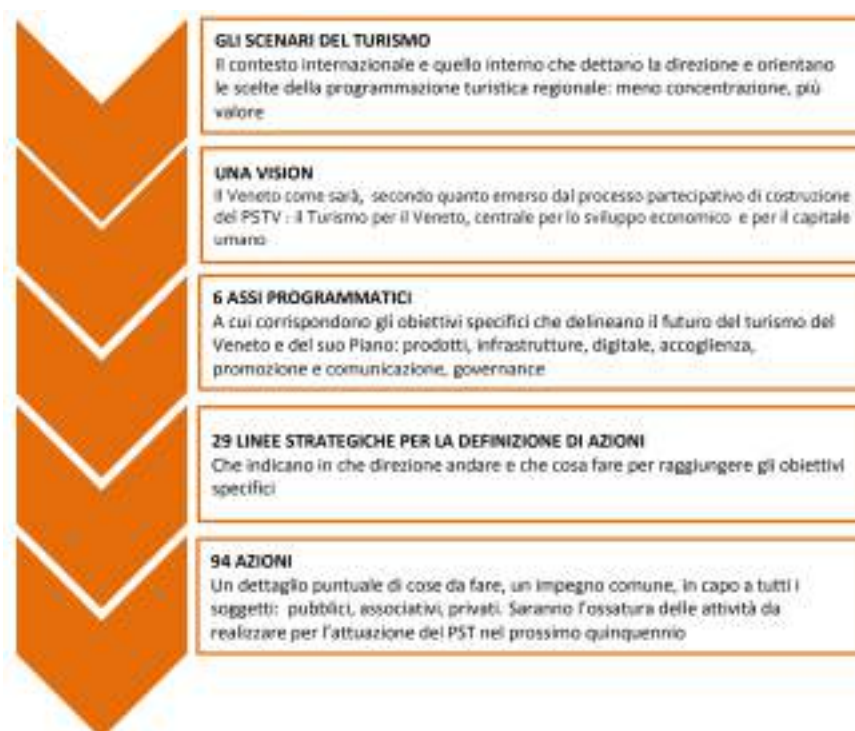 GLI SCENARI DEL TURISMO
Il contesto internazionale e quello interno che dettano la direzione e orientano
le scelte della programmazione turistica regionale: meno concentrazione, più
valore
UNA VISION
Il Veneto come sarà, secondo quanto emerso dal processo partecipativo di costruzione
del PSTV : il Turismo per il Veneto, centrale per lo sviluppo economico e per il capitale
umano
6 ASSI PROGRAMMATICI
A cui corrispondono gli obiettivi specifici che delineano il futuro del turismo del
Veneto e del suo Piano: prodotti, infrastrutture, digitale, accoglienza,
promozione e comunicazione, governance
29 LINEE STRATEGICHE PER LA DEFINIZIONE DI AZIONI
Che indicano in che direzione andare e che cosa fare per raggiungere gli obiettivi
specifici
94 AZIONI
Un dettaglio puntuale di cose da fare, un impegno comune, in capo a tutti i
soggetti: pubblici, associativi, privati. Saranno l'ossatura delle attività da
realizzare per l'attuazione del PST nel prossimo quinquennio